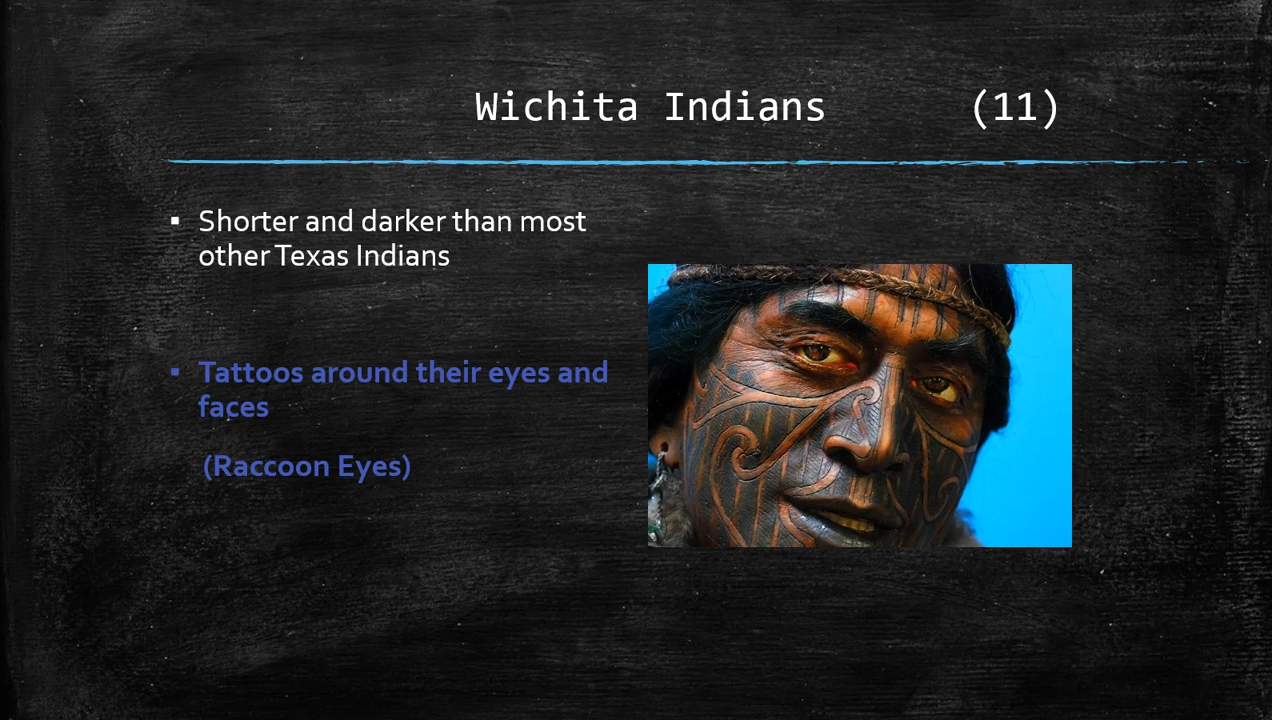 Wichita Indians (11)
▪ Shorter and darker than most
other Texas Indians
▪ Tattoos around their eyes and
faces
(Raccoon Eyes)